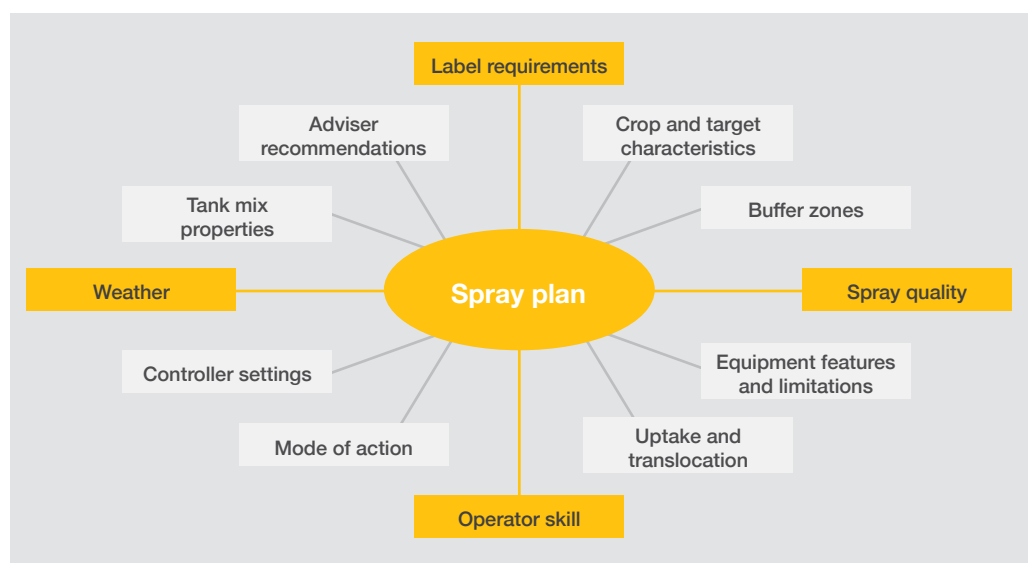 Label requirements
Adviser
recommendations
Crop and target
characteristics
Tank mix
properties
Buffer zones
Weather
Spray plan
Spray quality
Controller settings
Equipment features
and limitations
Mode of action
Uptake and
translocation
Operator skill